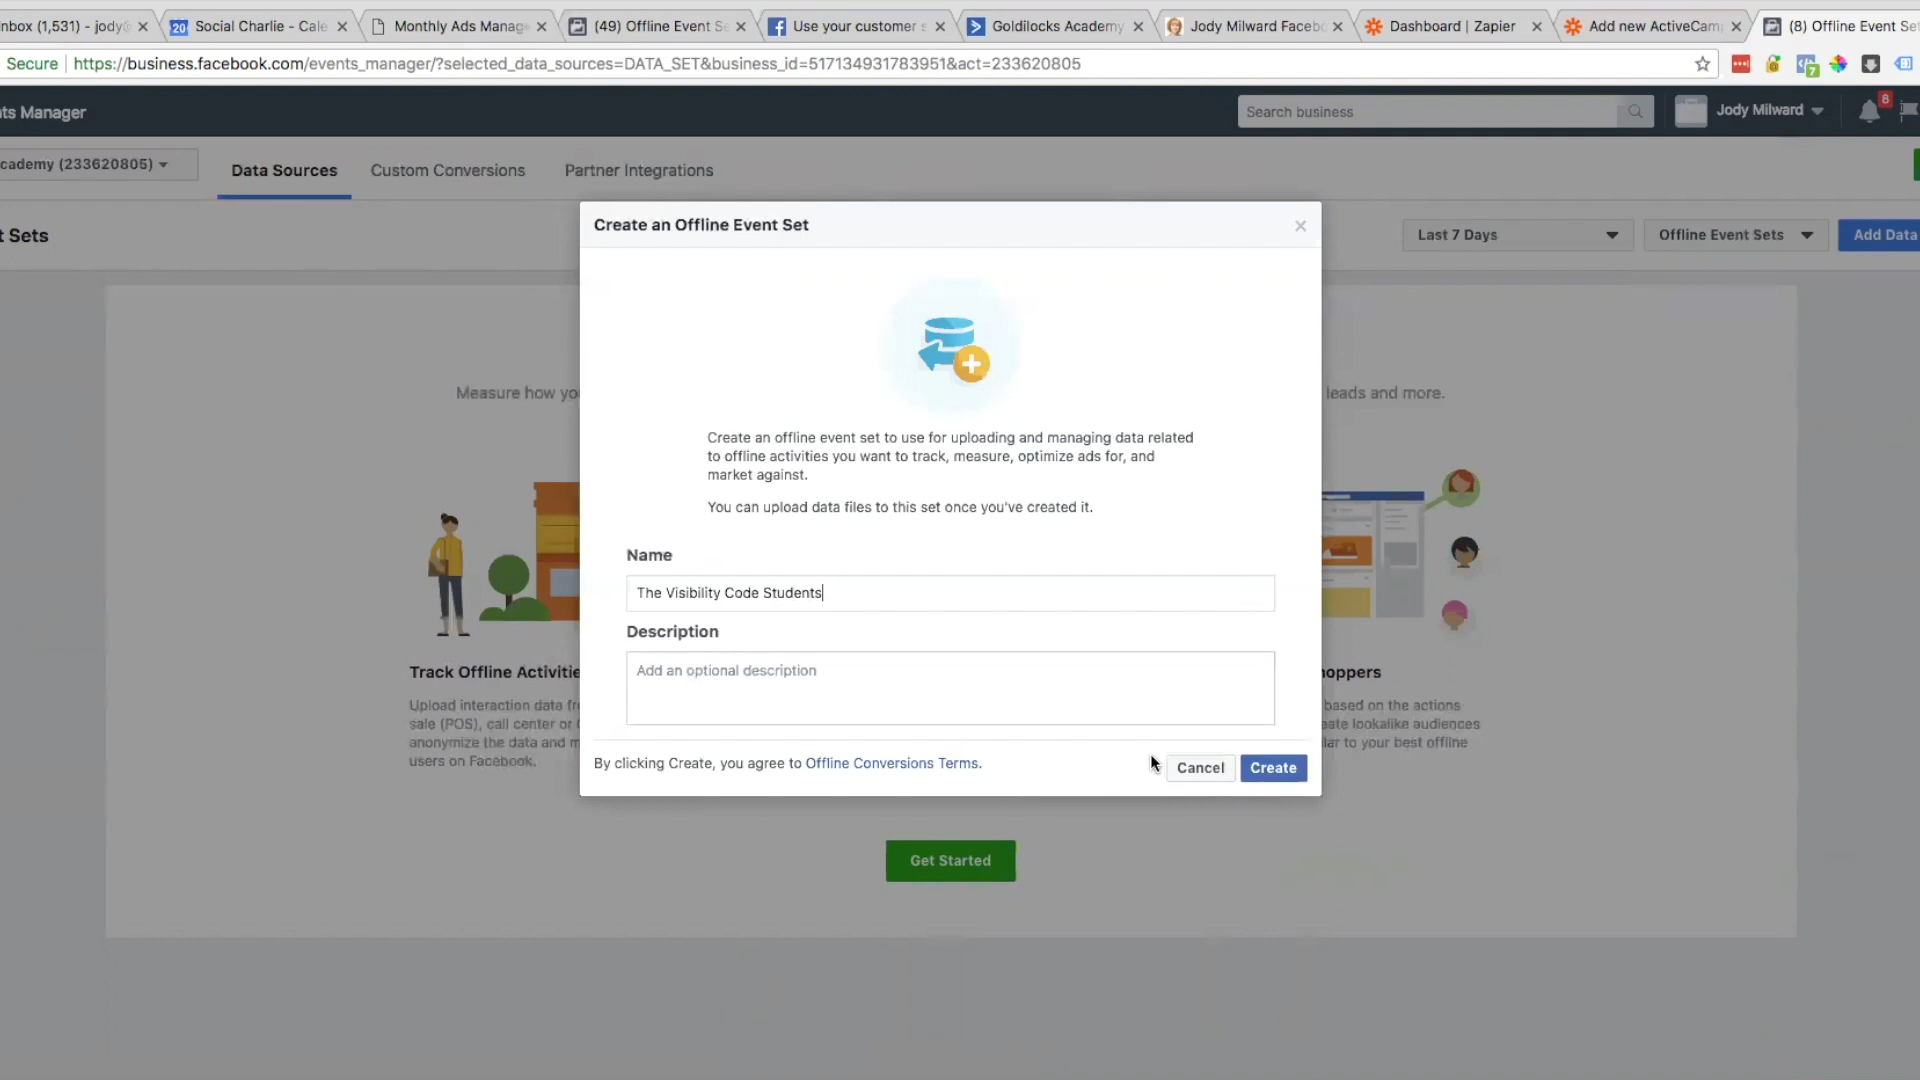 nbox (1,531) - jody@
20 Social Charlie - Cale
Monthly Ads Manag
(49) Offline Event Se
Use your customer s
Goldilocks Academy
Jody Milward Facebo
Dashboard | Zapier
Add new ActiveCam
(8) Offline Event Set
Secure | https://business.facebook.com/events_manager/?selected_data_sources=DATA_SET&business_id=517134931783951&act=233620805
7
ts Manager
Search business
Jody Milward
8
cademy (233620805)
Data Sources
Custom Conversions
Partner Integrations
t Sets
Last 7 Days
Offline Event Sets
Add Data
Create an Offline Event Set
Measure how you
leads and more.
Create an offline event set to use for uploading and managing data related
to offline activities you want to track, measure, optimize ads for, and
market against.
You can upload data files to this set once you've created it.
Name
The Visibility Code Students
Description
Add an optional description
By clicking Create, you agree to Offline Conversions Terms.
Cancel
Create
Track Offline Activitie
Upload interaction data fr
sale (POS), call center or C
anonymize the data and m
users on Facebook.
hoppers
based on the actions
ate lookalike audiences
lar to your best offline
Get Started